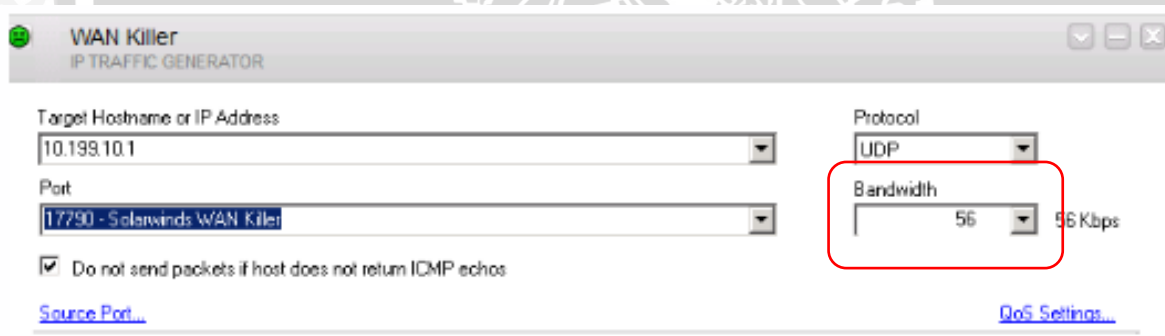 WAN Killer
IP TRAFFIC GENERATOR
Target Hostname or IP Address
Protocol
10.199.10.1
UDP
Port
Bandwidth
17790 - Solarwinds WAN Killer
56
56 Kbps
Do not send packets if host does not return ICMP echos
Source Port...
QoS Settings...